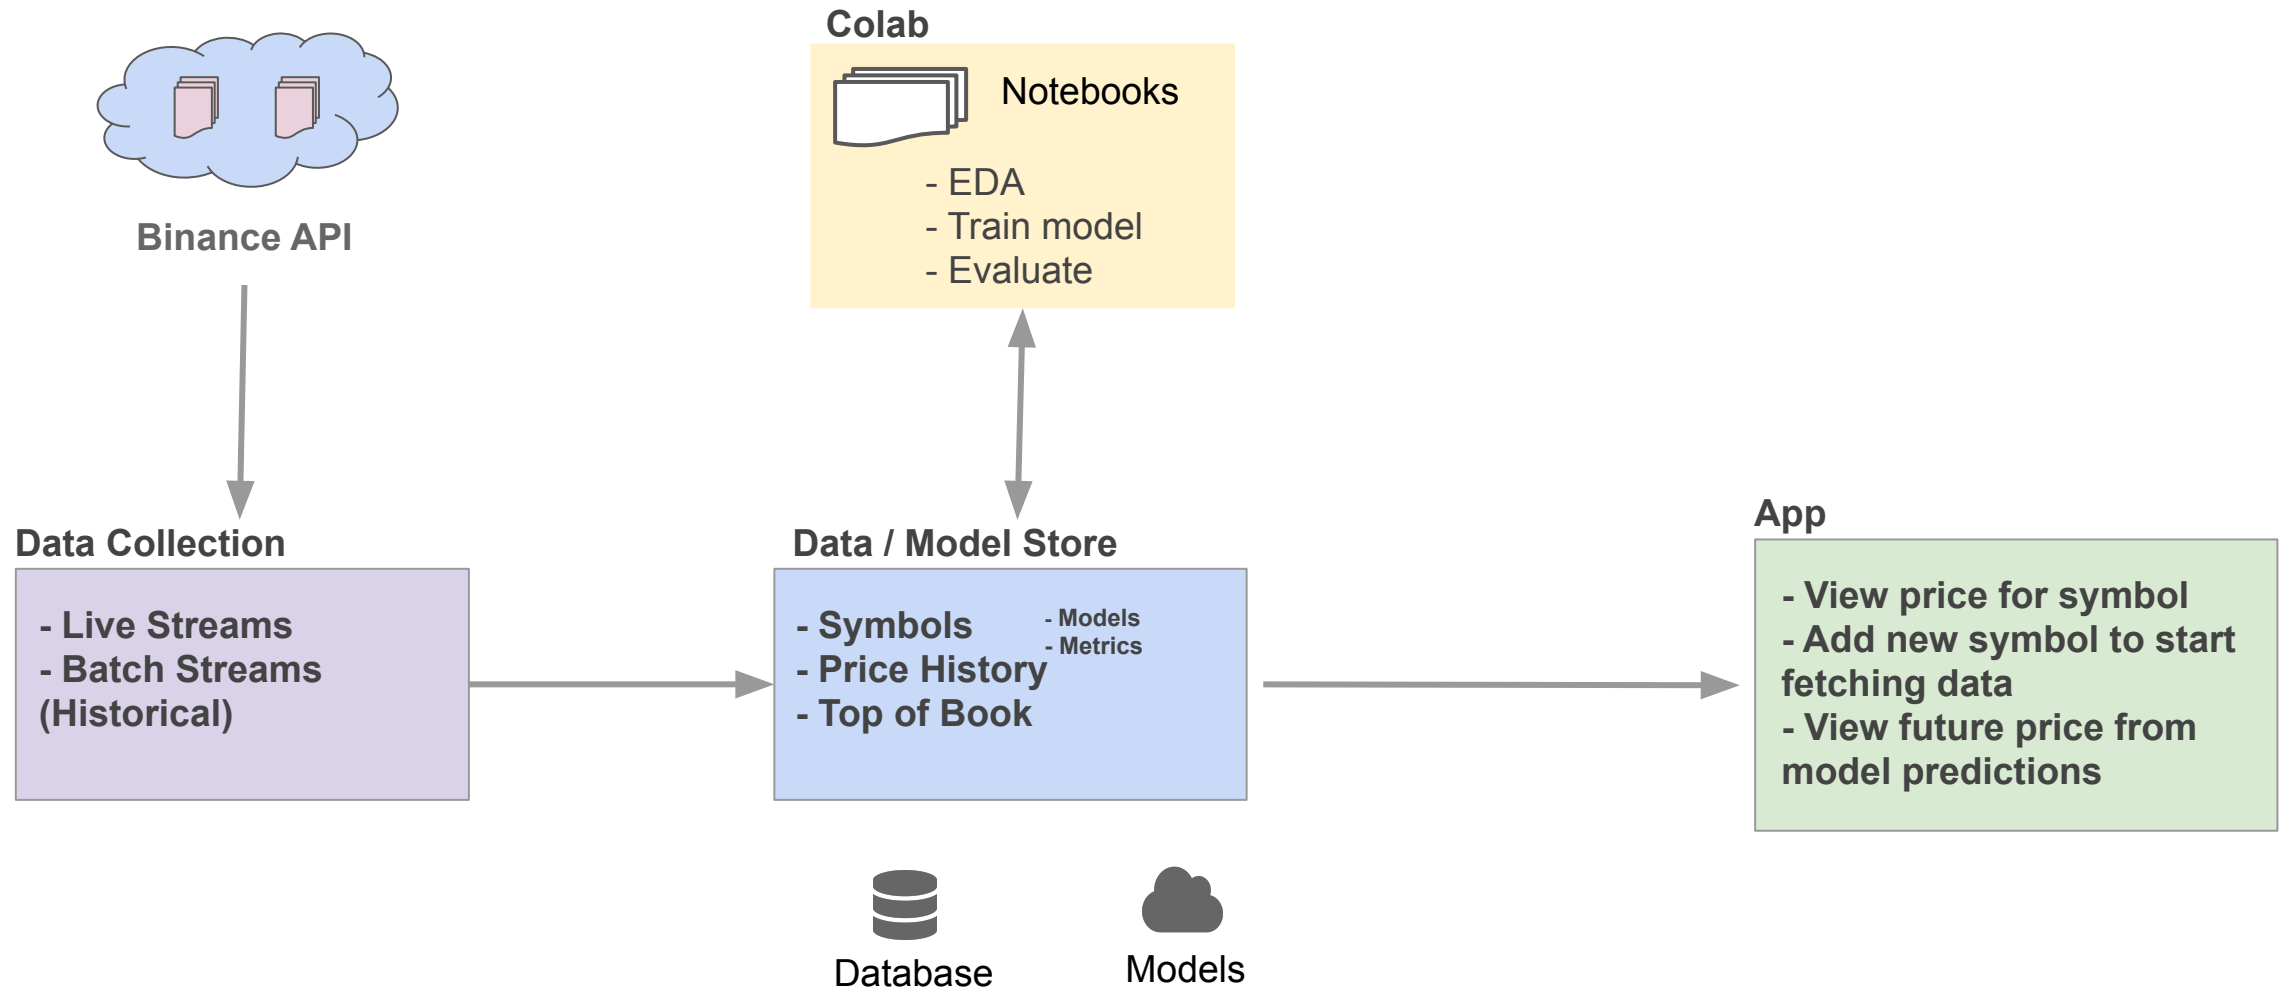 Colab
Notebooks
- EDA
- Train model
- Evaluate
Binance API
Data Collection
- Live Streams
- Batch Streams
(Historical)
Data / Model Store
- Symbols
- Price History
- Top of Book
- Models
- Metrics
App
- View price for symbol
- Add new symbol to start
fetching data
- View future price from
model predictions
Database
Models